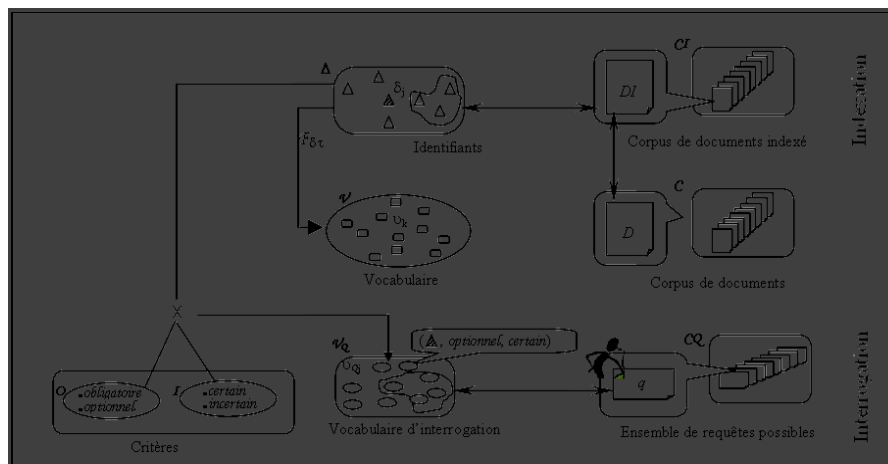 Δ
CI
δj
DI
Identifiants
Corpus de documents indexé
Indexation
Fδτ
V
C
υk
D
Vocabulaire
Corpus de documents
X
VQ
(▲, optionnel, certain)
CQ
O
obligatoire
optionnel
I
certain
incertain
υQj
q
Critères
Vocabulaire d'interrogation
Ensemble de requêtes possibles
Interrogation